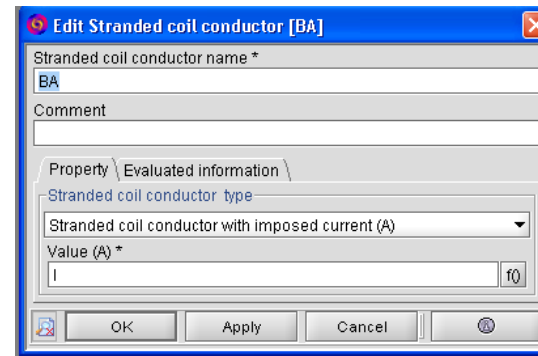 Edit Stranded coil conductor [BA]
Stranded coil conductor name *
BA
Comment
Property Evaluated information
Stranded coil conductor type
Stranded coil conductor with imposed current (A)
Value (A) *
I
f()
OK Apply Cancel